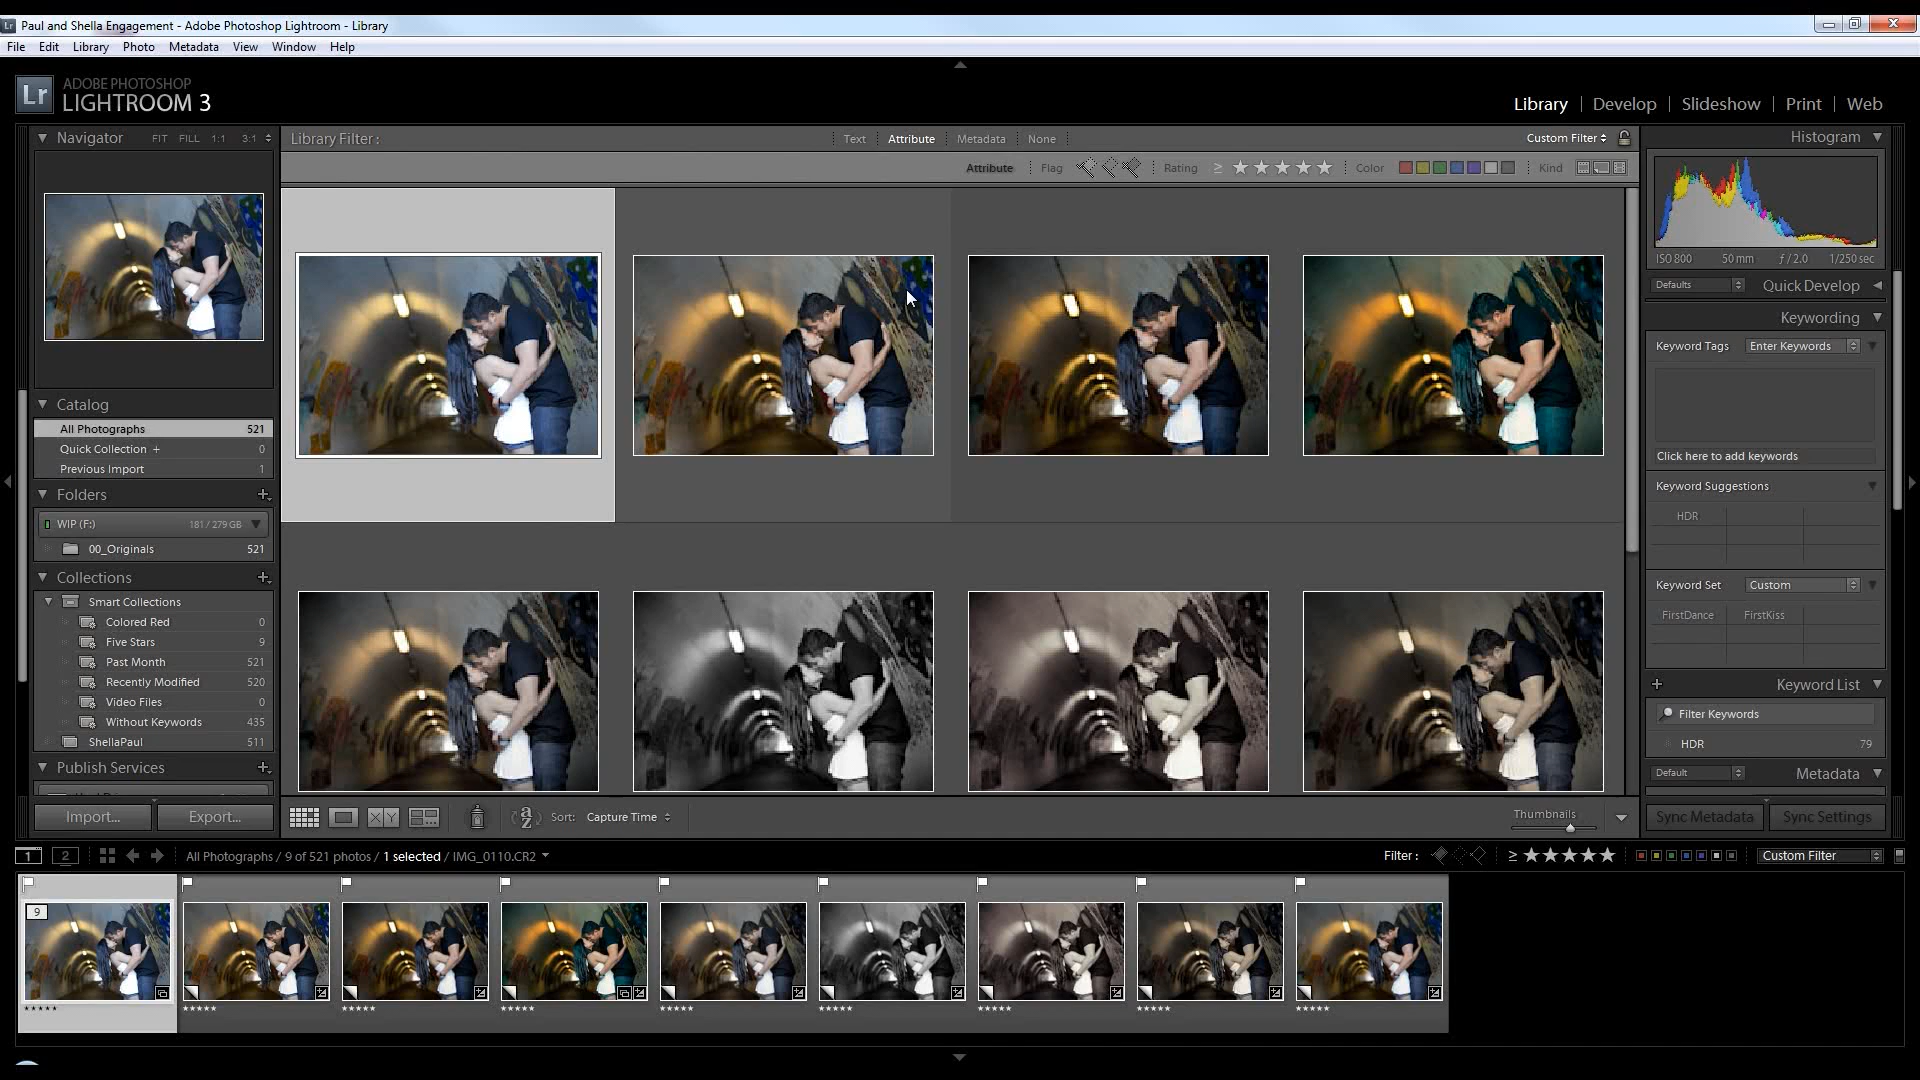 Lr Paul and Shella Engagement - Adobe Photoshop Lightroom - Library
File Edit Library Photo Metadata View Window Help
Lr ADOBE PHOTOSHOP
LIGHTROOM 3
Library | Develop | Slideshow | Print | Web
Navigator FIT FILL 1:1 3:1
Library Filter : Text Attribute Metadata None Custom Filter
Histogram
Attribute Flag Rating ≥ ★★★★★ Color Kind
ISO 800 50 mm ƒ / 2.0 1/250 sec
Defaults Quick Develop
Keywording
Keyword Tags Enter Keywords
Catalog
All Photographs 521
Quick Collection + 0
Previous Import 1
Click here to add keywords
Folders
Keyword Suggestions
HDR
WIP (F:) 181 / 279 GB
00_Originals 521
Collections
Keyword Set Custom
Smart Collections
Colored Red 0
FirstDance FirstKiss
Five Stars 9
Past Month 521
Recently Modified 520
Keyword List
Video Files 0
Filter Keywords
Without Keywords 435
ShellaPaul 511
HDR 79
Publish Services
Default Metadata
Import... Export...
XY Sort: Capture Time Thumbnails
Sync Metadata Sync Settings
1 2 All Photographs / 9 of 521 photos / 1 selected / IMG_0110.CR2
Filter : ≥ ★★★★★ Custom Filter
9